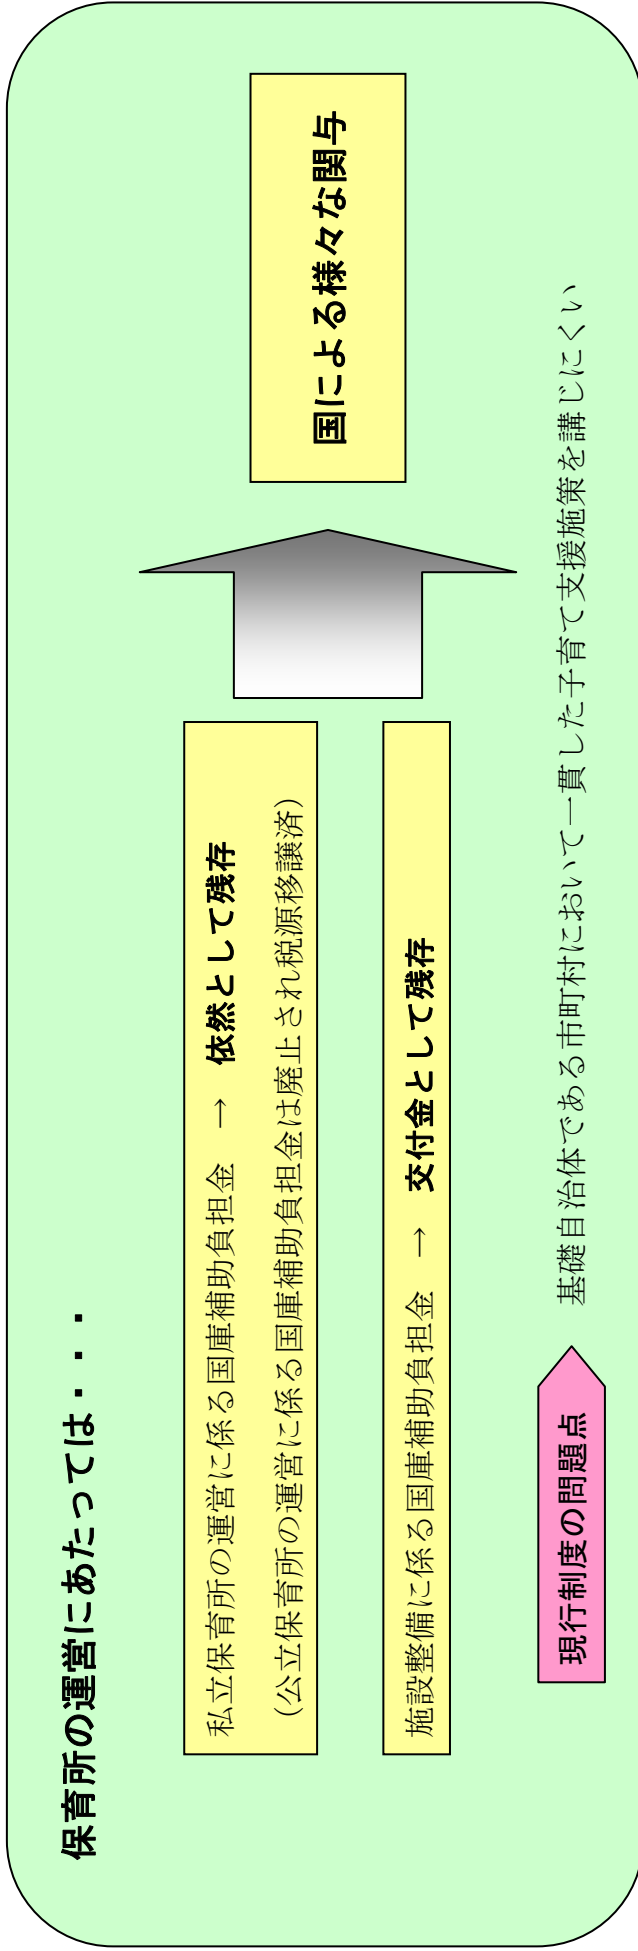 保育所の運営にあたっては・・・
私立保育所の運営に係る国庫補助負担金 → 依然として残存
（公立保育所の運営に係る国庫補助負担金は廃止され税源移譲済）
施設整備に係る国庫補助負担金 → 交付金として残存
国による様々な関与
現行制度の問題点
基礎自治体である市町村において一貫した子育て支援施策を講じにくい